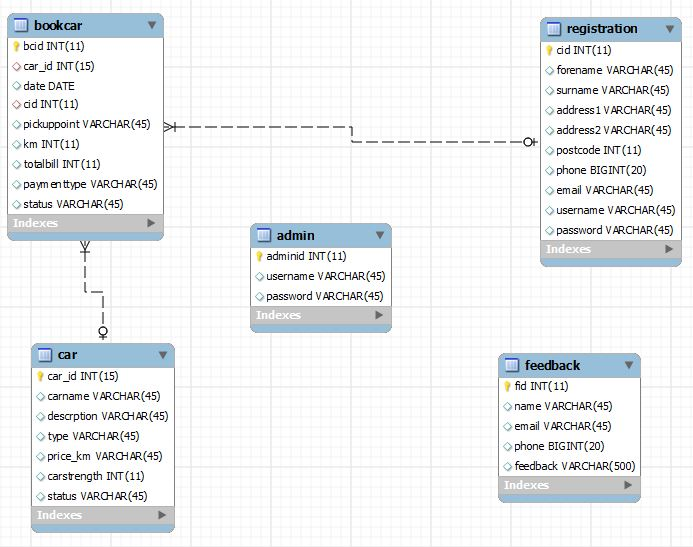 bookcar
bcid INT(11)
car_id INT(15)
date DATE
cid INT(11)
pickuppoint VARCHAR(45)
km INT(11)
totalbill INT(11)
paymenttype VARCHAR(45)
status VARCHAR(45)
Indexes
registration
cid INT(11)
forename VARCHAR(45)
surname VARCHAR(45)
address1 VARCHAR(45)
address2 VARCHAR(45)
postcode INT(11)
phone BIGINT(20)
email VARCHAR(45)
username VARCHAR(45)
password VARCHAR(45)
Indexes
admin
adminid INT(11)
username VARCHAR(45)
password VARCHAR(45)
Indexes
car
car_id INT(15)
carname VARCHAR(45)
descrption VARCHAR(45)
type VARCHAR(45)
price_km VARCHAR(45)
carstrength INT(11)
status VARCHAR(45)
Indexes
feedback
fid INT(11)
name VARCHAR(45)
email VARCHAR(45)
phone BIGINT(20)
feedback VARCHAR(500)
Indexes